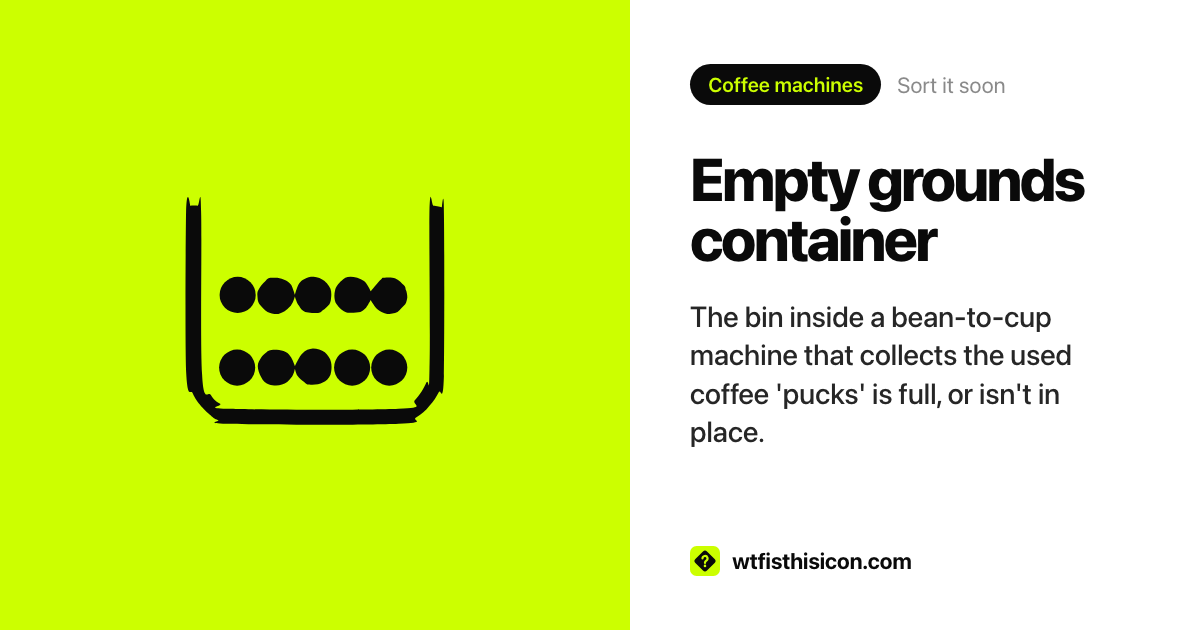 Coffee machines
Sort it soon
Empty grounds
container
The bin inside a bean-to-cup
machine that collects the used
coffee 'pucks' is full, or isn't in
place.
?
wtfisthisicon.com